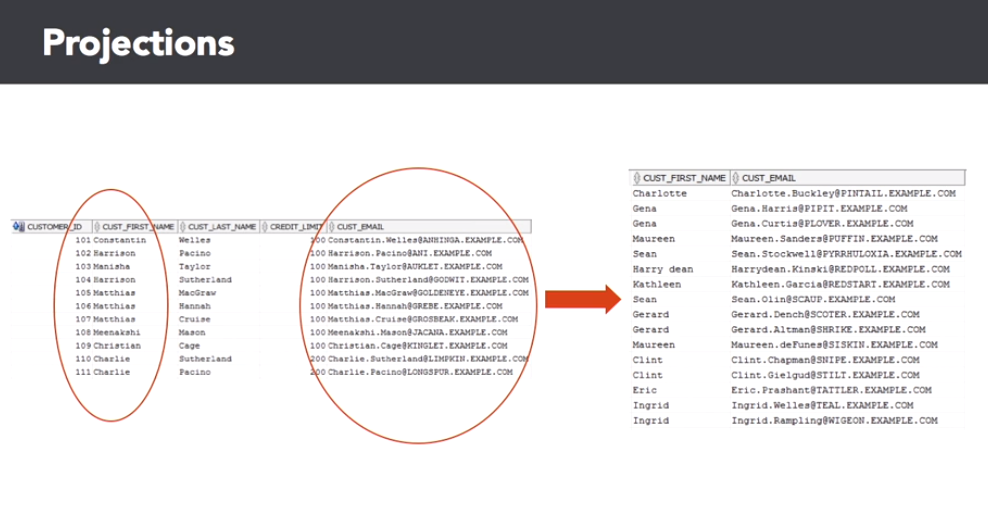 Projections
CUSTOMER_ID CUST_FIRST_NAME CUST_LAST_NAME CREDIT_LIMIT CUST_EMAIL
101 Constantin Welles 100 Constantin.Welles@ANHINGA.EXAMPLE.COM
102 Harrison Pacino 100 Harrison.Pacino@ANI.EXAMPLE.COM
103 Manisha Taylor 100 Manisha.Taylor@AUKLET.EXAMPLE.COM
104 Harrison Sutherland 100 Harrison.Sutherland@GODWIT.EXAMPLE.COM
105 Matthias MacGraw 100 Matthias.MacGraw@GOLDENEYE.EXAMPLE.COM
106 Matthias Hannah 100 Matthias.Hannah@GREBE.EXAMPLE.COM
107 Matthias Cruise 100 Matthias.Cruise@GROSBEAK.EXAMPLE.COM
108 Meenakshi Mason 100 Meenakshi.Mason@JACANA.EXAMPLE.COM
109 Christian Cage 100 Christian.Cage@KINGLET.EXAMPLE.COM
110 Charlie Sutherland 200 Charlie.Sutherland@LIMPKIN.EXAMPLE.COM
111 Charlie Pacino 200 Charlie.Pacino@LONGSPUR.EXAMPLE.COM
CUST_FIRST_NAME CUST_EMAIL
Charlotte Charlotte.Buckley@PINTAIL.EXAMPLE.COM
Gena Gena.Harris@PIPIT.EXAMPLE.COM
Gena Gena.Curtis@PLOVER.EXAMPLE.COM
Maureen Maureen.Sanders@PUFFIN.EXAMPLE.COM
Sean Sean.Stockwell@PYRRHULOXIA.EXAMPLE.COM
Harry dean Harrydean.Kinski@REDPOLL.EXAMPLE.COM
Kathleen Kathleen.Garcia@REDSTART.EXAMPLE.COM
Sean Sean.Olin@SCAUP.EXAMPLE.COM
Gerard Gerard.Dench@SCOTER.EXAMPLE.COM
Gerard Gerard.Altman@SHRIKE.EXAMPLE.COM
Maureen Maureen.deFunes@SISKIN.EXAMPLE.COM
Clint Clint.Chapman@SNIPE.EXAMPLE.COM
Clint Clint.Gielgud@STILT.EXAMPLE.COM
Eric Eric.Prashant@TATTLER.EXAMPLE.COM
Ingrid Ingrid.Welles@TEAL.EXAMPLE.COM
Ingrid Ingrid.Rampling@WIGEON.EXAMPLE.COM